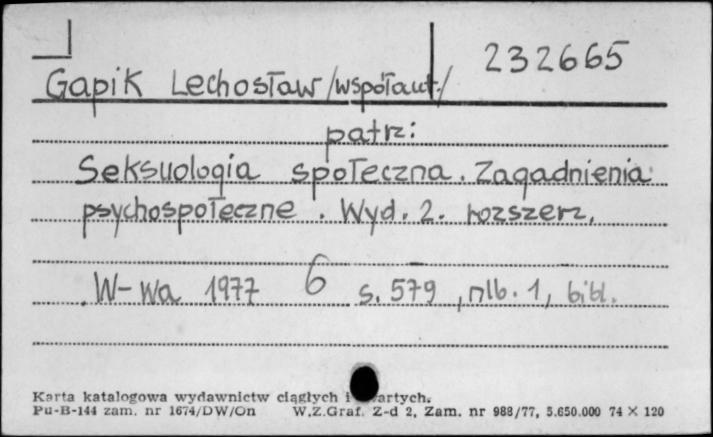 232665
Gapik Lechosław /współaut./
patrz:
Seksuologia społeczna. Zagadnienia
psychospołeczne. Wyd. 2. rozszerz.
W-wa 1977 6 s. 579, nlb. 1, bibl.
Karta katalogowa wydawnictw ciągłych i wartych.
Pu-B-144 zam. nr 1674/DW/On W.Z.Graf. Z-d 2, Zam. nr 988/77, 5.650.000 74 × 120